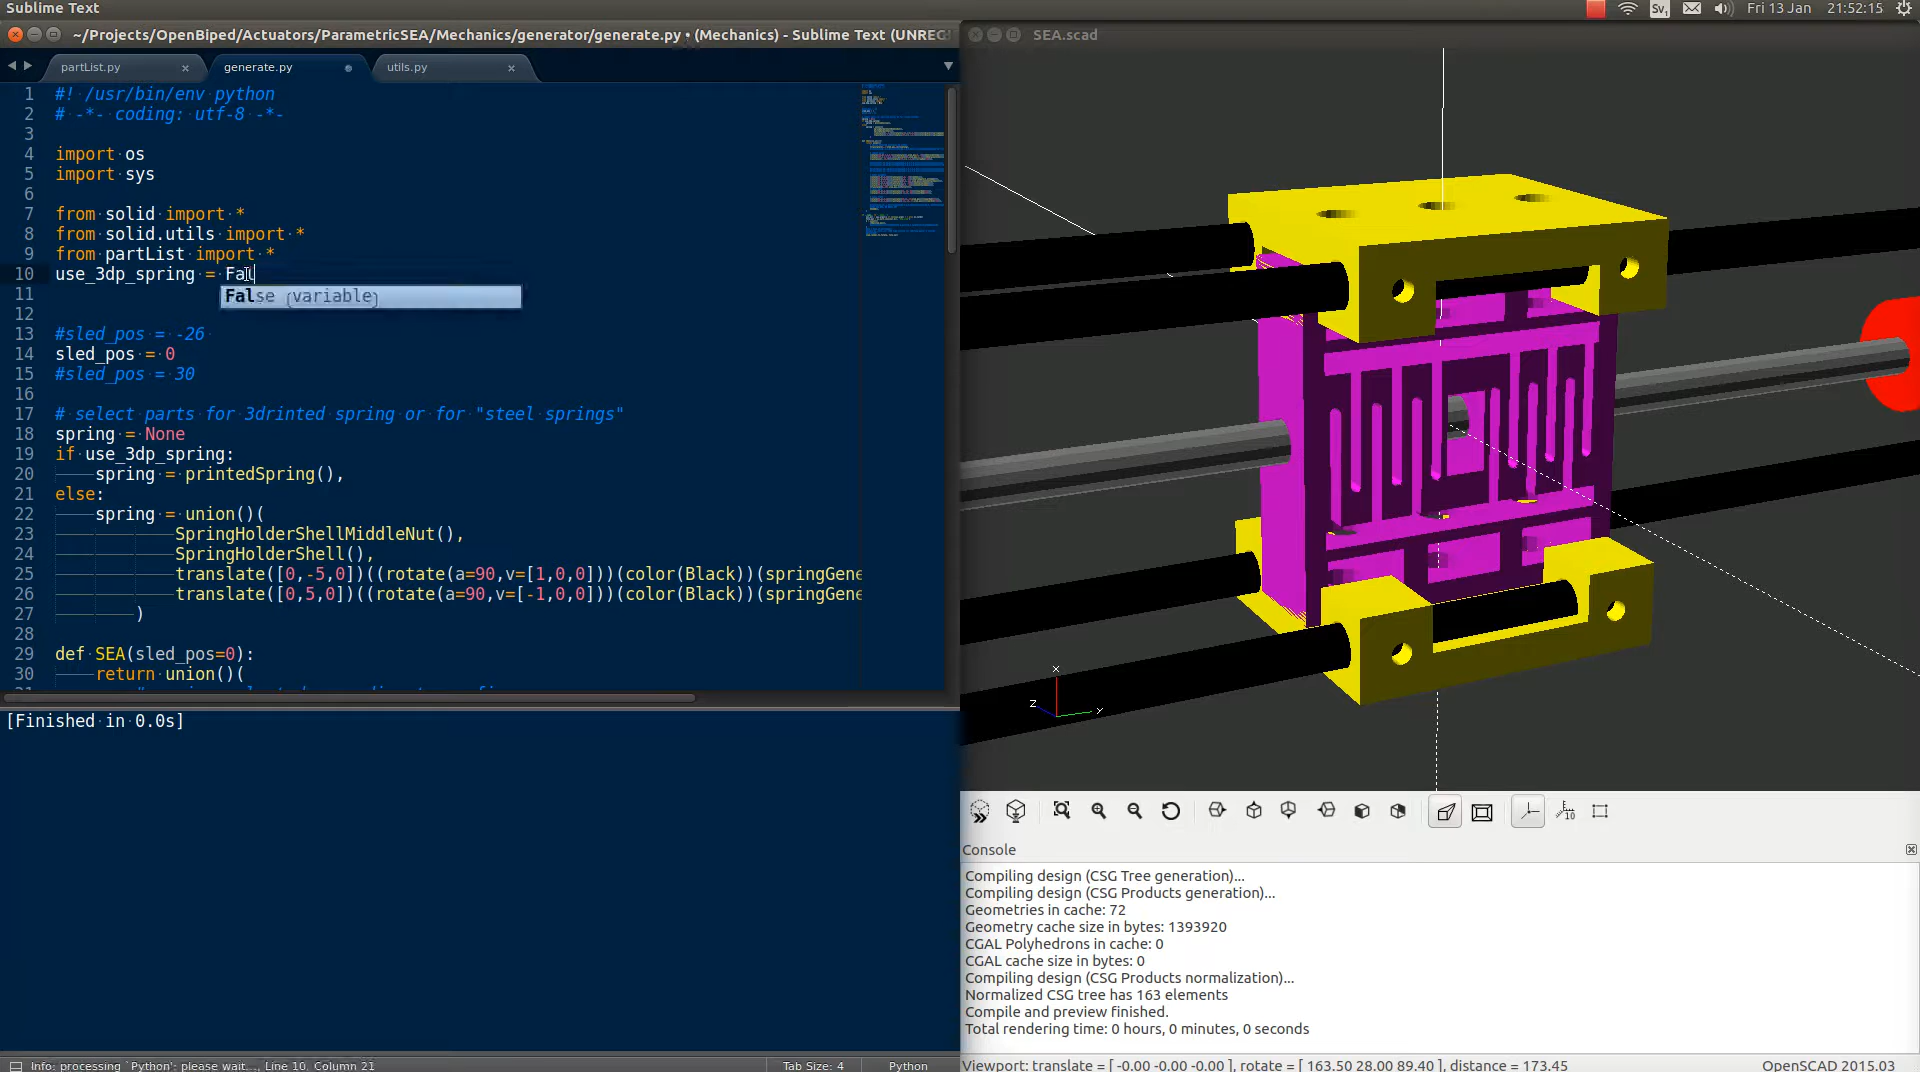 Sublime Text
Sv₁
Fri 13 Jan
21:52:15
~/Projects/OpenBiped/Actuators/ParametricSEA/Mechanics/generator/generate.py • (Mechanics) - Sublime Text (UNREG
SEA.scad
partList.py
generate.py
utils.py
1 #! /usr/bin/env python
2 # -*- coding: utf-8 -*-
3
4 import os
5 import sys
6
7 from solid import *
8 from solid.utils import *
9 from partList import *
10 use_3dp_spring = Fal
False (variable)
11
12
13 #sled_pos = -26
14 sled_pos = 0
15 #sled_pos = 30
16
17 # select parts for 3drinted spring or for "steel springs"
18 spring = None
19 if use_3dp_spring:
20 spring = printedSpring(),
21 else:
22 spring = union()(
23 SpringHolderShellMiddleNut(),
24 SpringHolderShell(),
25 translate([0,-5,0])((rotate(a=90,v=[1,0,0]))(color(Black))(springGene
26 translate([0,5,0])((rotate(a=90,v=[-1,0,0]))(color(Black))(springGene
27 )
28
29 def SEA(sled_pos=0):
30 return union()(
[Finished in 0.0s]
x
z
Y
10
Console
Compiling design (CSG Tree generation)...
Compiling design (CSG Products generation)...
Geometries in cache: 72
Geometry cache size in bytes: 1393920
CGAL Polyhedrons in cache: 0
CGAL cache size in bytes: 0
Compiling design (CSG Products normalization)...
Normalized CSG tree has 163 elements
Compile and preview finished.
Total rendering time: 0 hours, 0 minutes, 0 seconds
Info: processing `Python': please wait..., Line 10, Column 21
Tab Size: 4
Python
Viewport: translate = [ -0.00 -0.00 -0.00 ], rotate = [ 163.50 28.00 89.40 ], distance = 173.45
OpenSCAD 2015.03